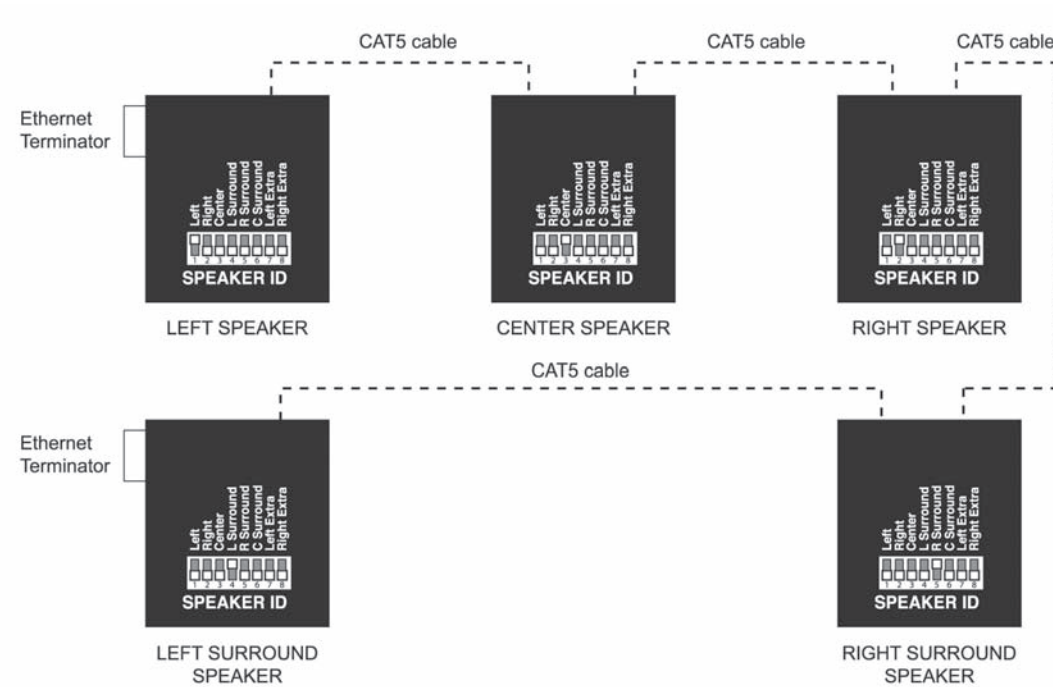 CAT5 cable
CAT5 cable
CAT5 cable
Ethernet
Terminator
Left
Right
Center
L Surround
R Surround
C Surround
Left Extra
Right Extra
1 2 3 4 5 6 7 8
SPEAKER ID
LEFT SPEAKER
Left
Right
Center
L Surround
R Surround
C Surround
Left Extra
Right Extra
1 2 3 4 5 6 7 8
SPEAKER ID
CENTER SPEAKER
Left
Right
Center
L Surround
R Surround
C Surround
Left Extra
Right Extra
1 2 3 4 5 6 7 8
SPEAKER ID
RIGHT SPEAKER
CAT5 cable
Ethernet
Terminator
Left
Right
Center
L Surround
R Surround
C Surround
Left Extra
Right Extra
1 2 3 4 5 6 7 8
SPEAKER ID
LEFT SURROUND
SPEAKER
Left
Right
Center
L Surround
R Surround
C Surround
Left Extra
Right Extra
1 2 3 4 5 6 7 8
SPEAKER ID
RIGHT SURROUND
SPEAKER